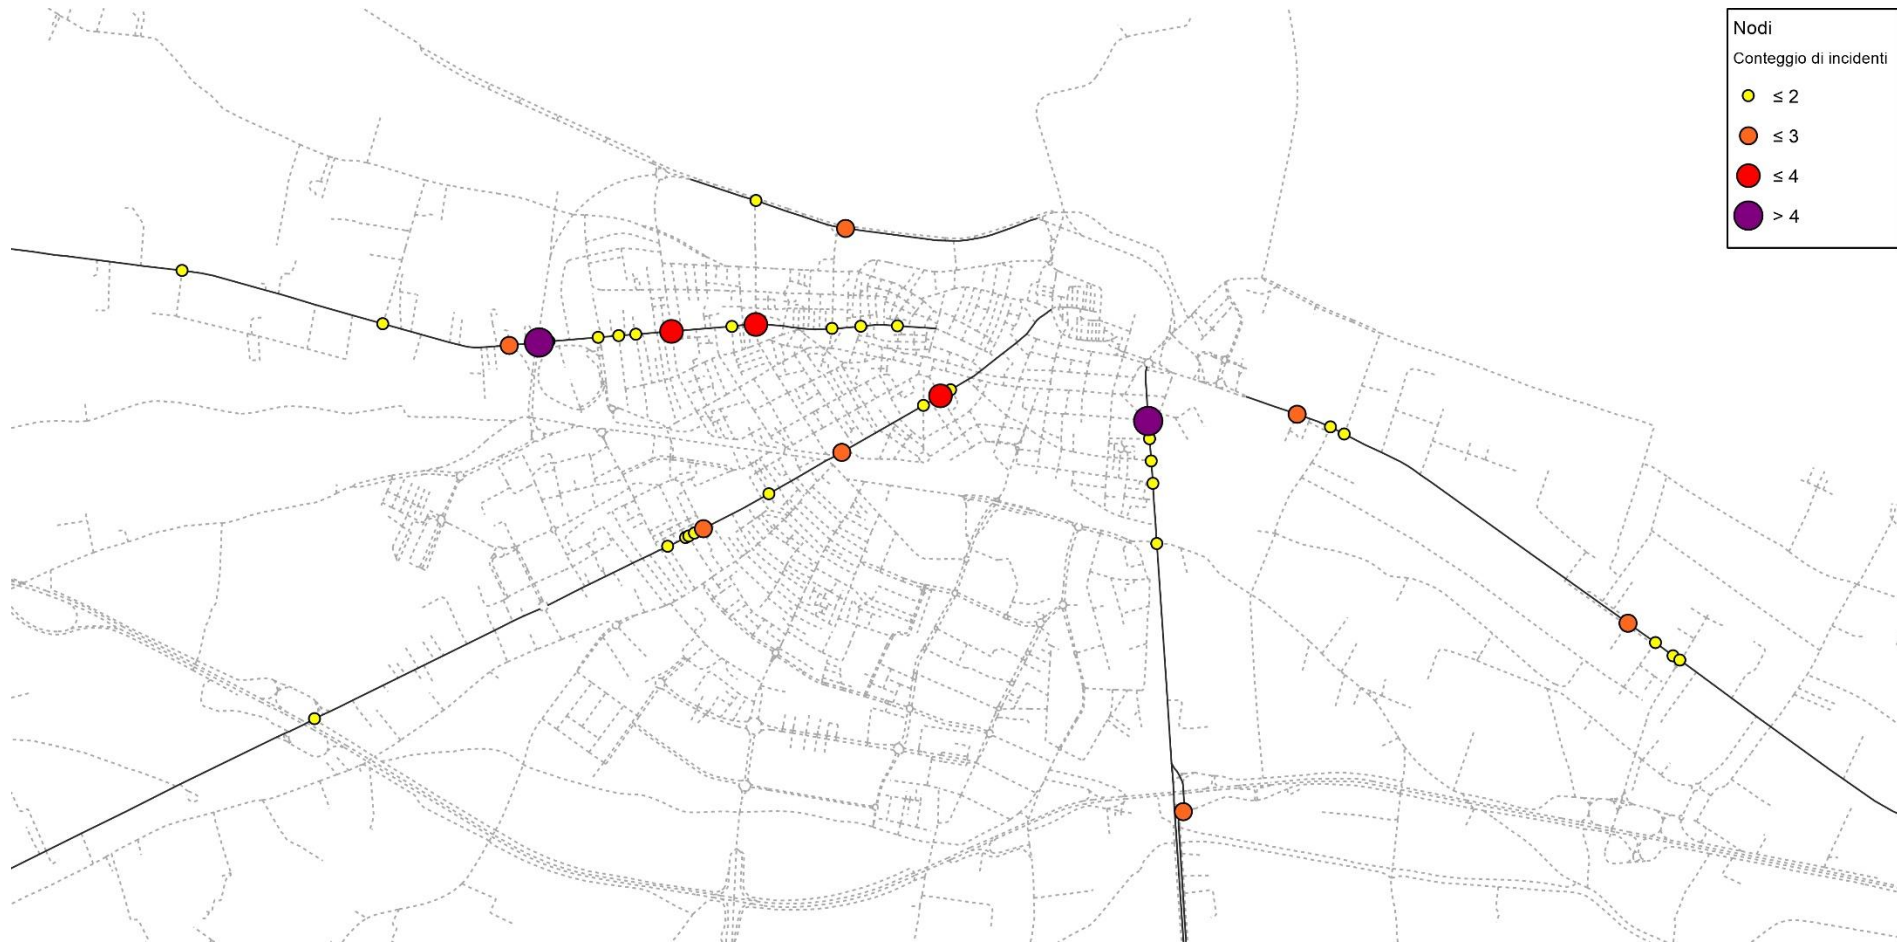 Nodi
Conteggio di incidenti
≤ 2
≤ 3
≤ 4
> 4